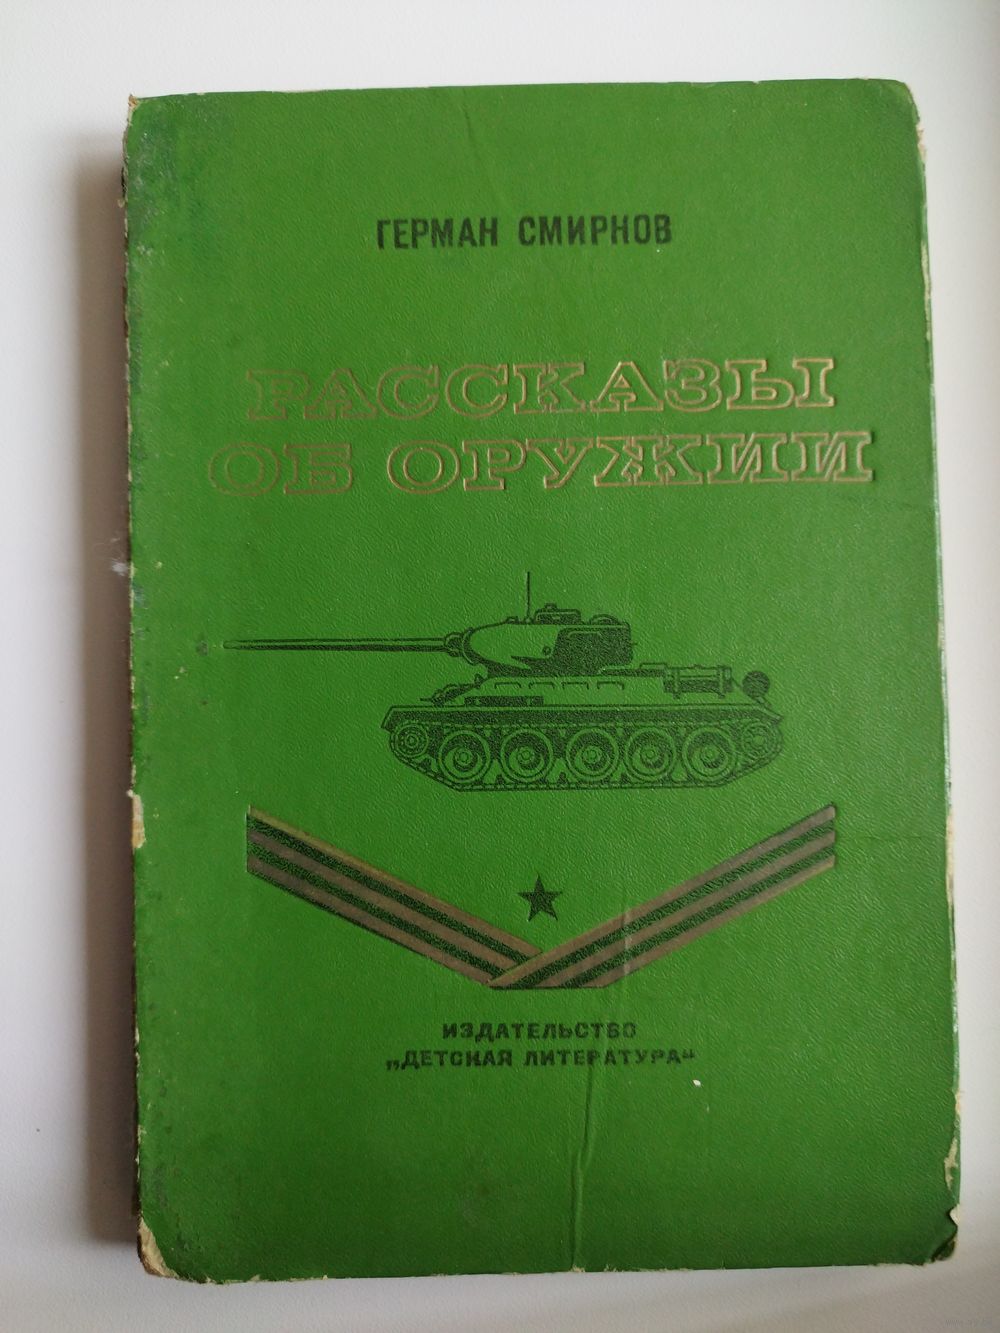 ГЕРМАН СМИРНОВ
РАССКАЗЫ
ОБ ОРУЖИИ
ИЗДАТЕЛЬСТВО
„ДЕТСКАЯ ЛИТЕРАТУРА“